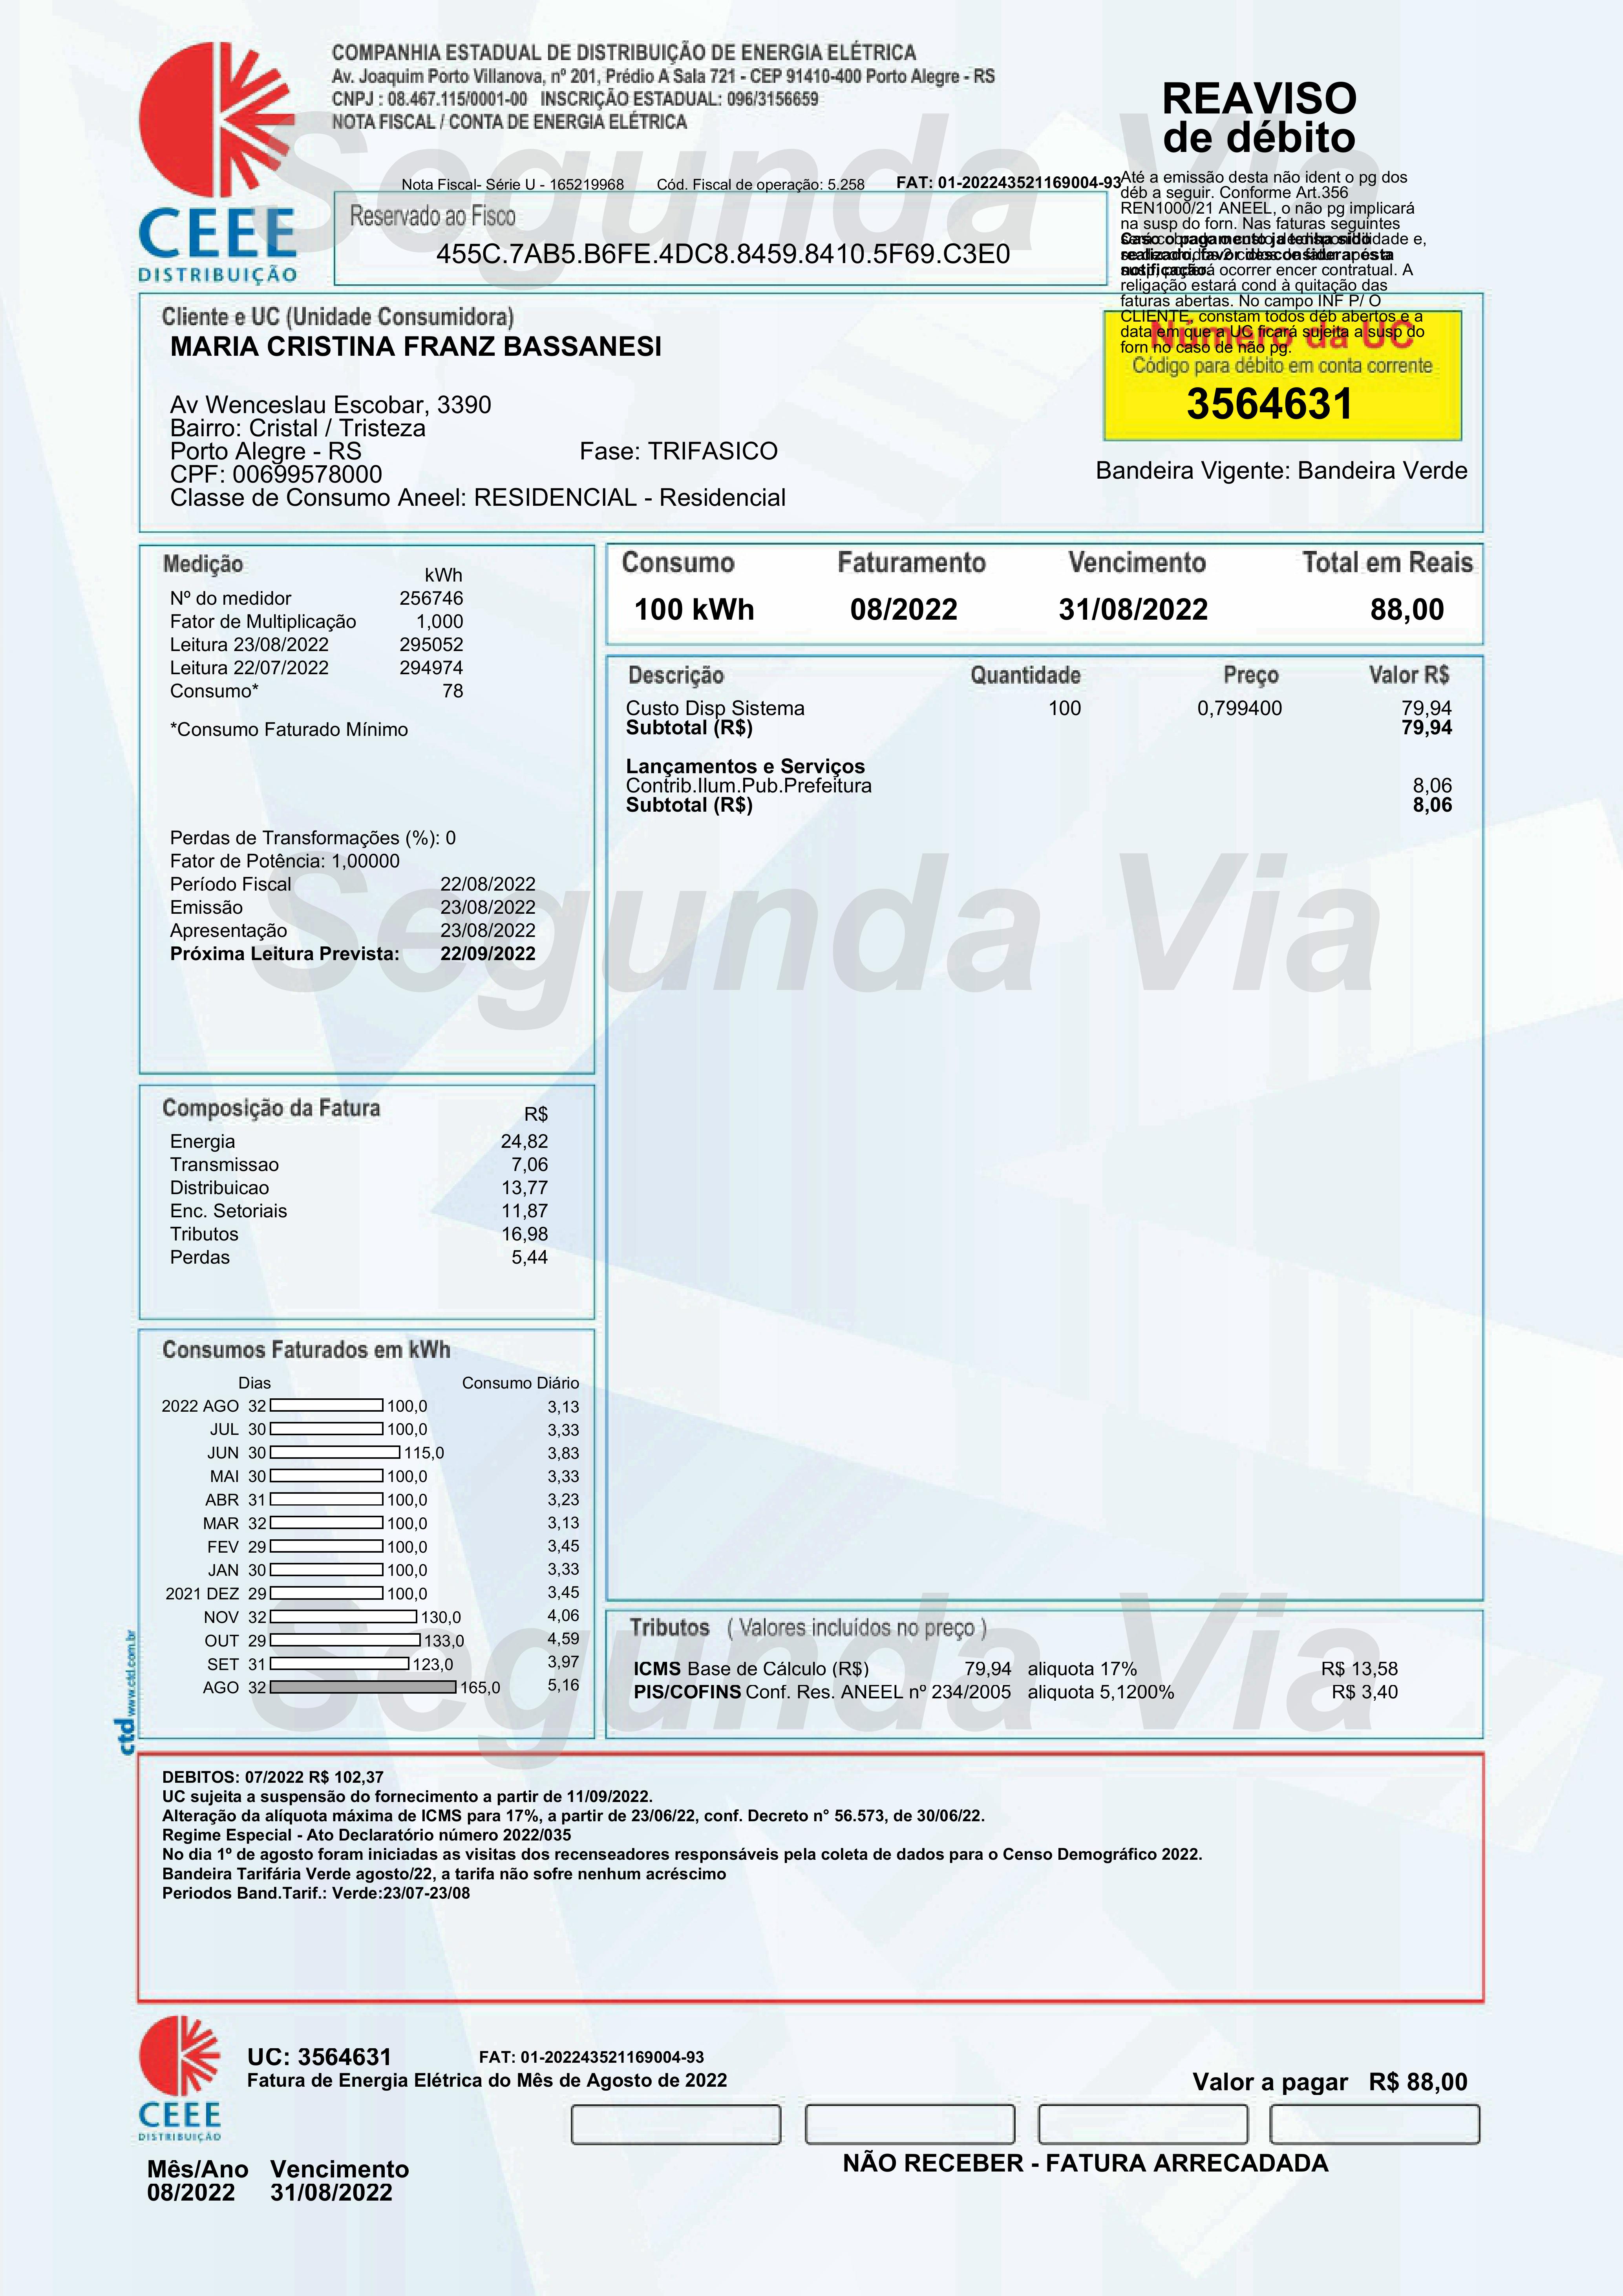 COMPANHIA ESTADUAL DE DISTRIBUIÇÃO DE ENERGIA ELÉTRICA
Av. Joaquim Porto Villanova, nº 201, Prédio A Sala 721 - CEP 91410-400 Porto Alegre - RS
CNPJ : 08.467.115/0001-00 INSCRIÇÃO ESTADUAL: 096/3156659
NOTA FISCAL / CONTA DE ENERGIA ELÉTRICA
CEEE
DISTRIBUIÇÃO
Segunda Via
REAVISO
de débito
Nota Fiscal- Série U - 165219968 Cód. Fiscal de operação: 5.258 FAT: 01-202243521169004-93
Reservado ao Fisco
455C.7AB5.B6FE.4DC8.8459.8410.5F69.C3E0
Até a emissão desta não ident o pg dos
déb a seguir. Conforme Art.356
REN1000/21 ANEEL, o não pg implicará
na susp do forn. Nas faturas seguintes
Caso o pagamento ja tenha sido
realizado, favor desconsiderar esta
notificação.
ocorrer encer contratual. A
religação estará cond à quitação das
faturas abertas. No campo INF P/ O
CLIENTE, constam todos déb abertos e a
data em que a UC ficará sujeita a susp do
forn no caso de não pg.
Cliente e UC (Unidade Consumidora)
MARIA CRISTINA FRANZ BASSANESI
Av Wenceslau Escobar, 3390
Bairro: Cristal / Tristeza
Porto Alegre - RS Fase: TRIFASICO
CPF: 00699578000
Classe de Consumo Aneel: RESIDENCIAL - Residencial
Número da UC
Código para débito em conta corrente
3564631
Bandeira Vigente: Bandeira Verde
Medição
kWh
Nº do medidor 256746
Fator de Multiplicação 1,000
Leitura 23/08/2022 295052
Leitura 22/07/2022 294974
Consumo* 78
*Consumo Faturado Mínimo
Perdas de Transformações (%): 0
Fator de Potência: 1,00000
Período Fiscal 22/08/2022
Emissão 23/08/2022
Apresentação 23/08/2022
Próxima Leitura Prevista: 22/09/2022
Consumo Faturamento Vencimento Total em Reais
100 kWh 08/2022 31/08/2022 88,00
Descrição Quantidade Preço Valor R$
Custo Disp Sistema 100 0,799400 79,94
Subtotal (R$) 79,94
Lançamentos e Serviços
Contrib.Ilum.Pub.Prefeitura 8,06
Subtotal (R$) 8,06
Segunda Via
Composição da Fatura
R$
Energia 24,82
Transmissao 7,06
Distribuicao 13,77
Enc. Setoriais 11,87
Tributos 16,98
Perdas 5,44
Consumos Faturados em kWh
Dias Consumo Diário
2022 AGO 32 100,0 3,13
JUL 30 100,0 3,33
JUN 30 115,0 3,83
MAI 30 100,0 3,33
ABR 31 100,0 3,23
MAR 32 100,0 3,13
FEV 29 100,0 3,45
JAN 30 100,0 3,33
2021 DEZ 29 100,0 3,45
NOV 32 130,0 4,06
OUT 29 133,0 4,59
SET 31 123,0 3,97
AGO 32 165,0 5,16
Segunda Via
Tributos ( Valores incluídos no preço )
ICMS Base de Cálculo (R$) 79,94 aliquota 17% R$ 13,58
PIS/COFINS Conf. Res. ANEEL nº 234/2005 aliquota 5,1200% R$ 3,40
ctd www.ctd.com.br
DEBITOS: 07/2022 R$ 102,37
UC sujeita a suspensão do fornecimento a partir de 11/09/2022.
Alteração da alíquota máxima de ICMS para 17%, a partir de 23/06/22, conf. Decreto n° 56.573, de 30/06/22.
Regime Especial - Ato Declaratório número 2022/035
No dia 1º de agosto foram iniciadas as visitas dos recenseadores responsáveis pela coleta de dados para o Censo Demográfico 2022.
Bandeira Tarifária Verde agosto/22, a tarifa não sofre nenhum acréscimo
Periodos Band.Tarif.: Verde:23/07-23/08
CEEE
DISTRIBUIÇÃO
UC: 3564631 FAT: 01-202243521169004-93
Fatura de Energia Elétrica do Mês de Agosto de 2022
Valor a pagar R$ 88,00
NÃO RECEBER - FATURA ARRECADADA
Mês/Ano Vencimento
08/2022 31/08/2022